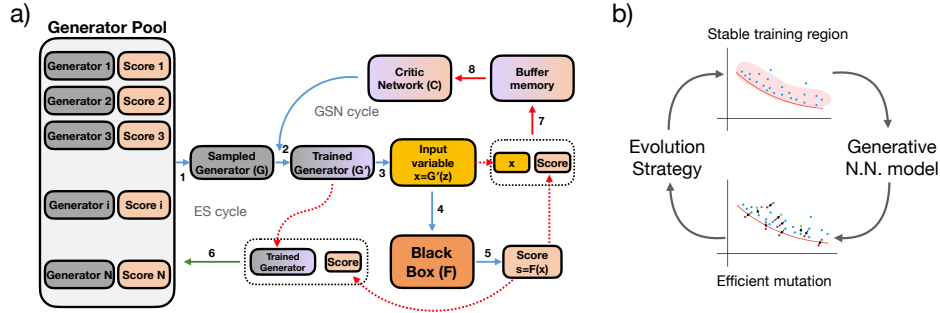 a)
Generator Pool
Generator 1 Score 1
Generator 2 Score 2
Generator 3 Score 3
Generator i Score i
Generator N Score N
Critic
Network (C)
8
Buffer
memory
GSN cycle
7
1
Sampled
Generator (G)
2
Trained
Generator (G')
3
Input
variable
x=G'(z)
x Score
ES cycle
4
6
Trained
Generator
Score
Black
Box (F)
5
Score
s=F(x)
b)
Stable training region
Evolution
Strategy
Generative
N.N. model
Efficient mutation